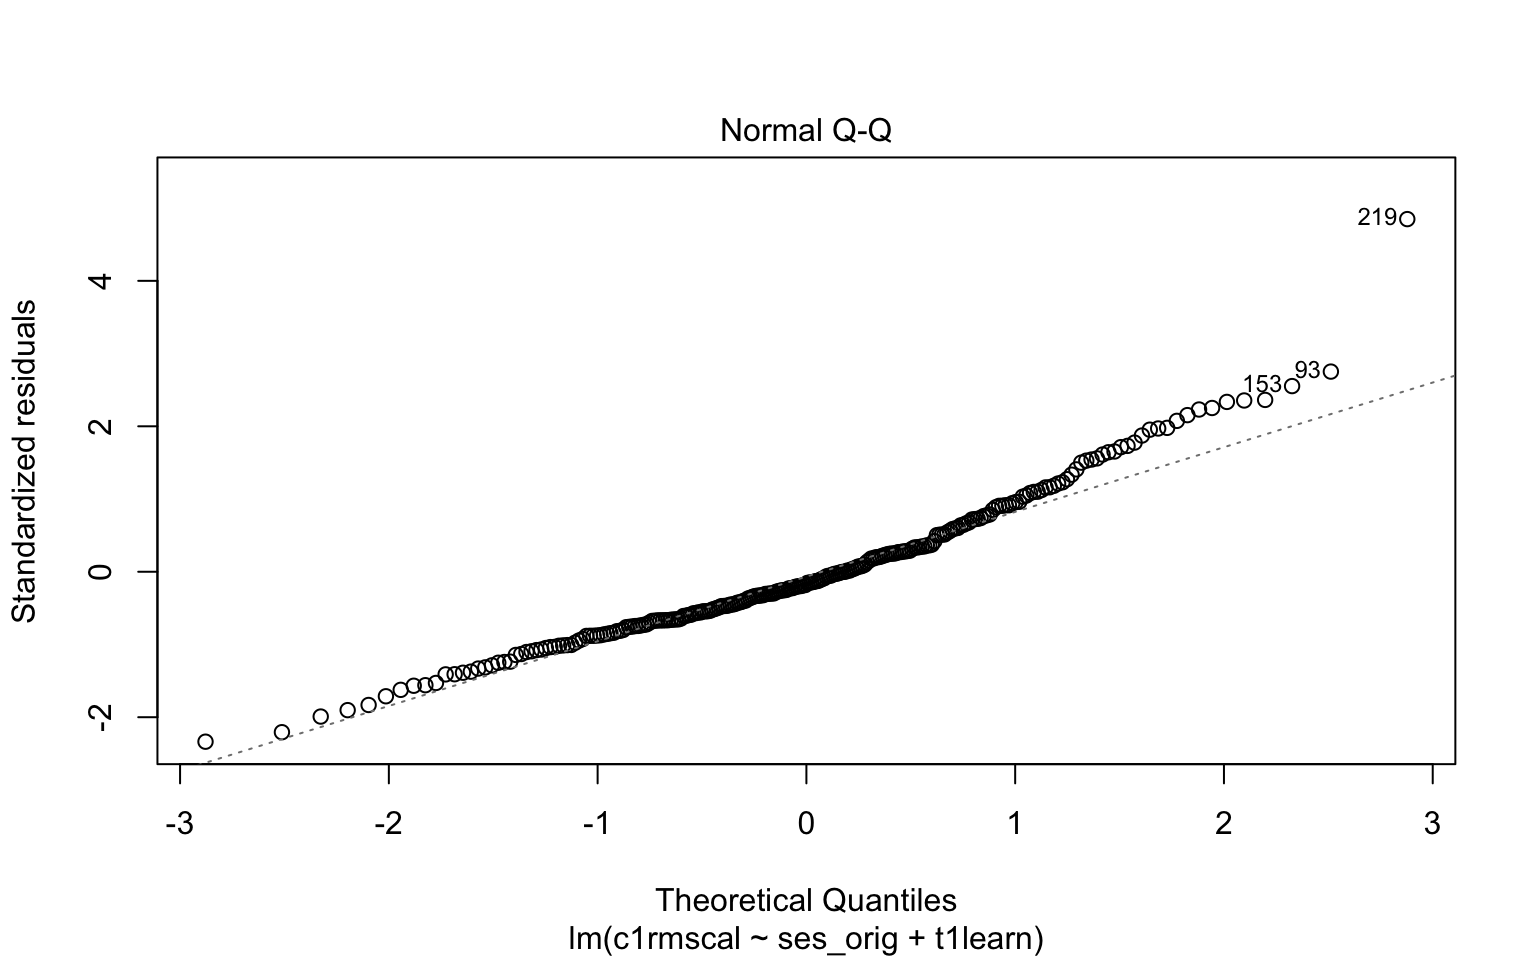 Normal Q-Q
219
4
93
153
2
0
-2
Standardized residuals
-3 -2 -1 0 1 2 3
Theoretical Quantiles
lm(c1rmscal ~ ses_orig + t1learn)